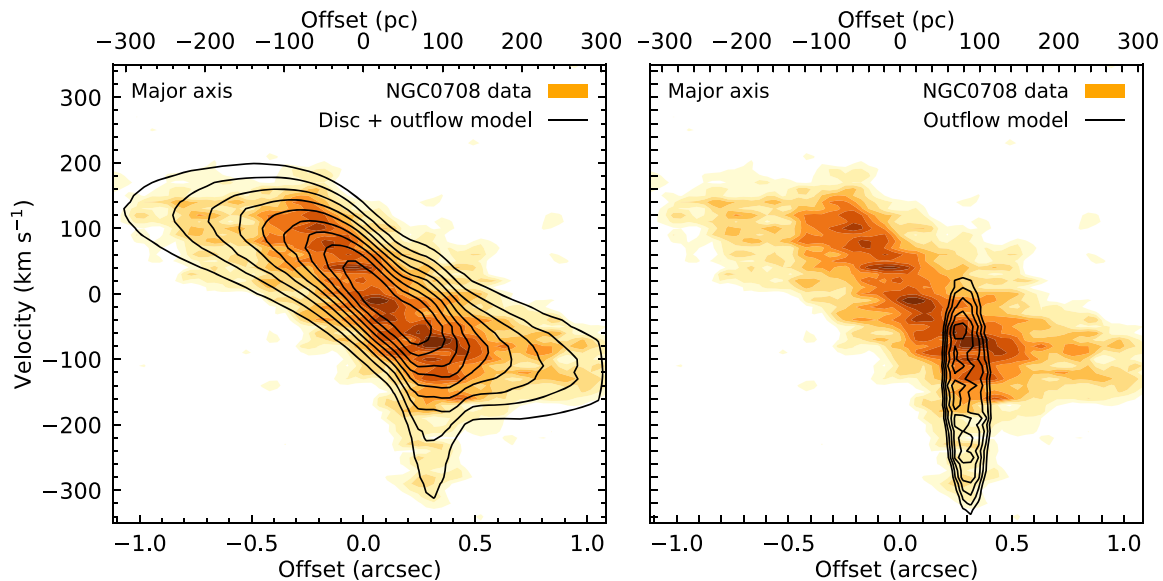 Offset (pc)
−300 −200 −100 0 100 200 300
Major axis
NGC0708 data
Disc + outflow model
Velocity (km s⁻¹)
300
200
100
0
−100
−200
−300
−1.0 −0.5 0.0 0.5 1.0
Offset (arcsec)
Offset (pc)
−300 −200 −100 0 100 200 300
Major axis
NGC0708 data
Outflow model
−1.0 −0.5 0.0 0.5 1.0
Offset (arcsec)